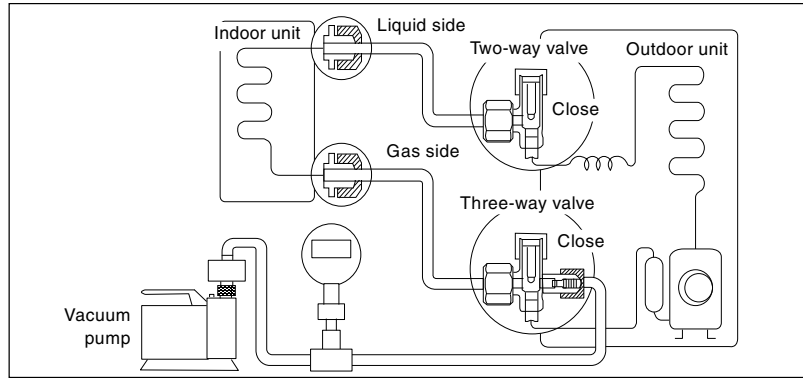 Indoor unit
Liquid side
Two-way valve
Outdoor unit
Close
Gas side
Three-way valve
Close
Vacuum
pump